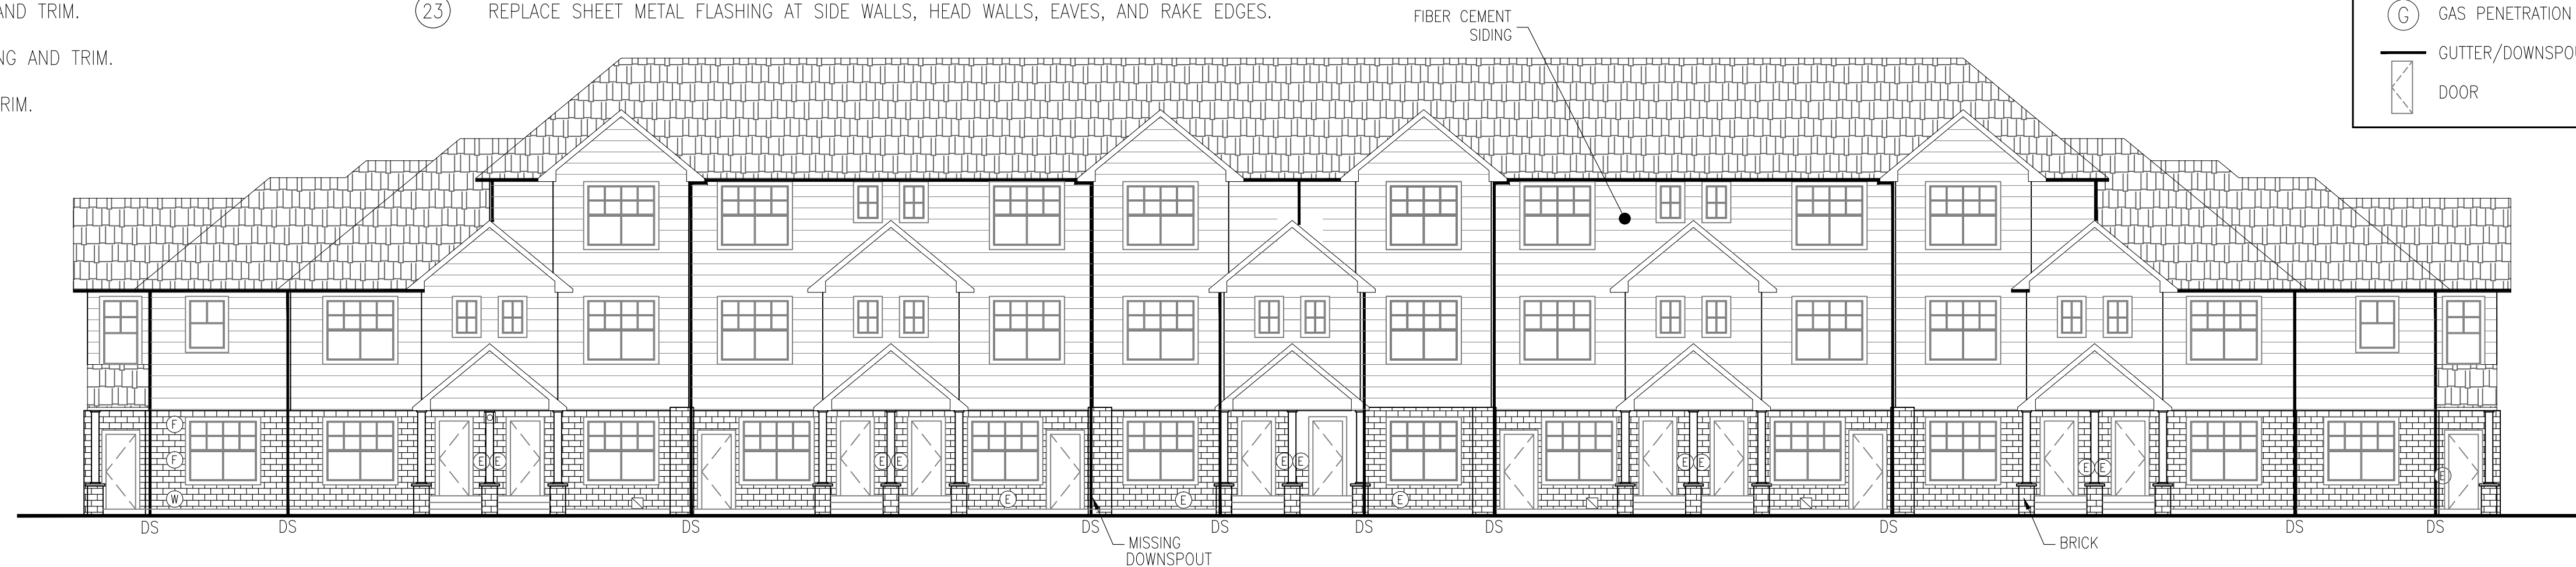 AND TRIM.
NG AND TRIM.
RIM.
23 REPLACE SHEET METAL FLASHING AT SIDE WALLS, HEAD WALLS, EAVES, AND RAKE EDGES.
FIBER CEMENT
SIDING
G GAS PENETRATION
GUTTER/DOWNSPOU
DOOR
F
F
W
E E
E E
E
E
E E
E
E E
E E
E
DS
DS
DS
DS
DS
DS
DS
DS
DS
DS
MISSING
DOWNSPOUT
BRICK